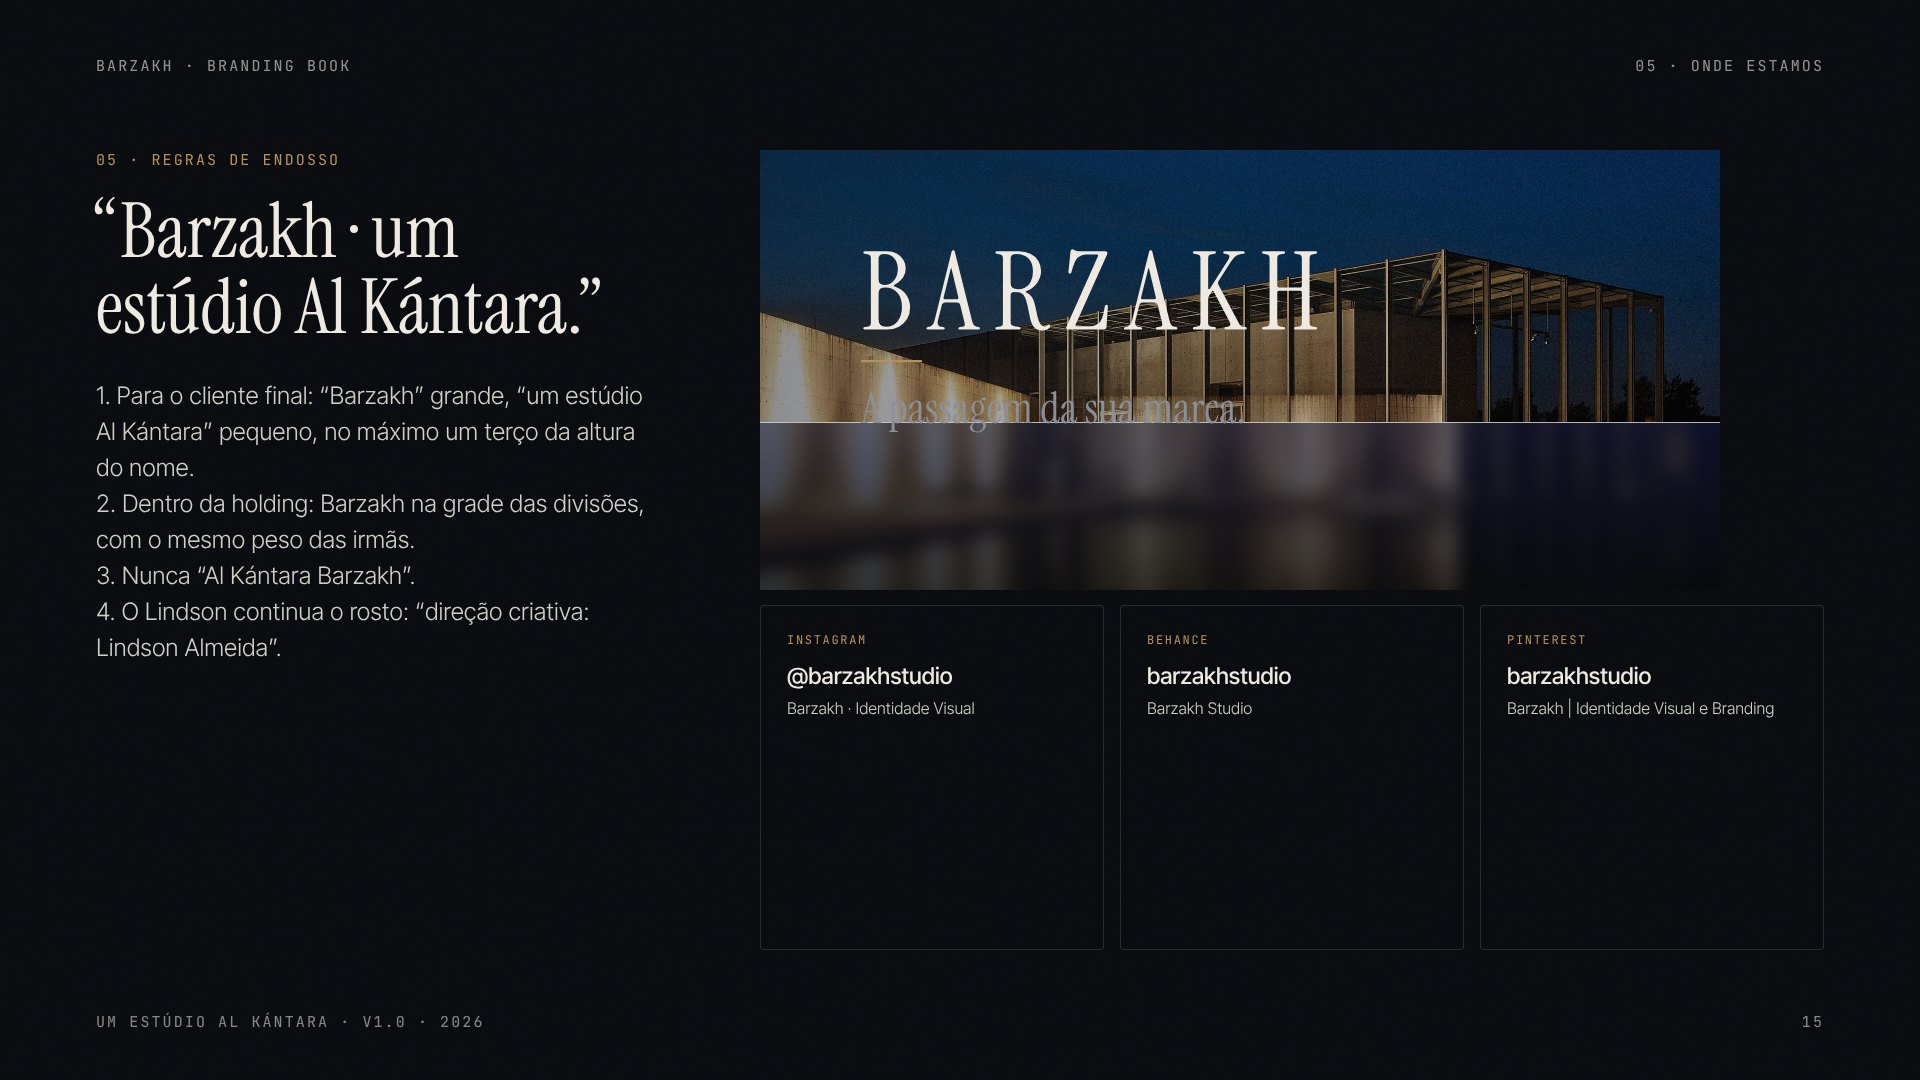 BARZAKH · BRANDING BOOK
05 · ONDE ESTAMOS
05 · REGRAS DE ENDOSSO
“Barzakh · um
estúdio Al Kántara.”
1. Para o cliente final: “Barzakh” grande, “um estúdio
Al Kántara” pequeno, no máximo um terço da altura
do nome.
2. Dentro da holding: Barzakh na grade das divisões,
com o mesmo peso das irmãs.
3. Nunca “Al Kántara Barzakh”.
4. O Lindson continua o rosto: “direção criativa:
Lindson Almeida”.
BARZAKH
A passagem da sua marca.
INSTAGRAM
@barzakhstudio
Barzakh · Identidade Visual
BEHANCE
barzakhstudio
Barzakh Studio
PINTEREST
barzakhstudio
Barzakh | Identidade Visual e Branding
UM ESTÚDIO AL KÁNTARA · V1.0 · 2026
15